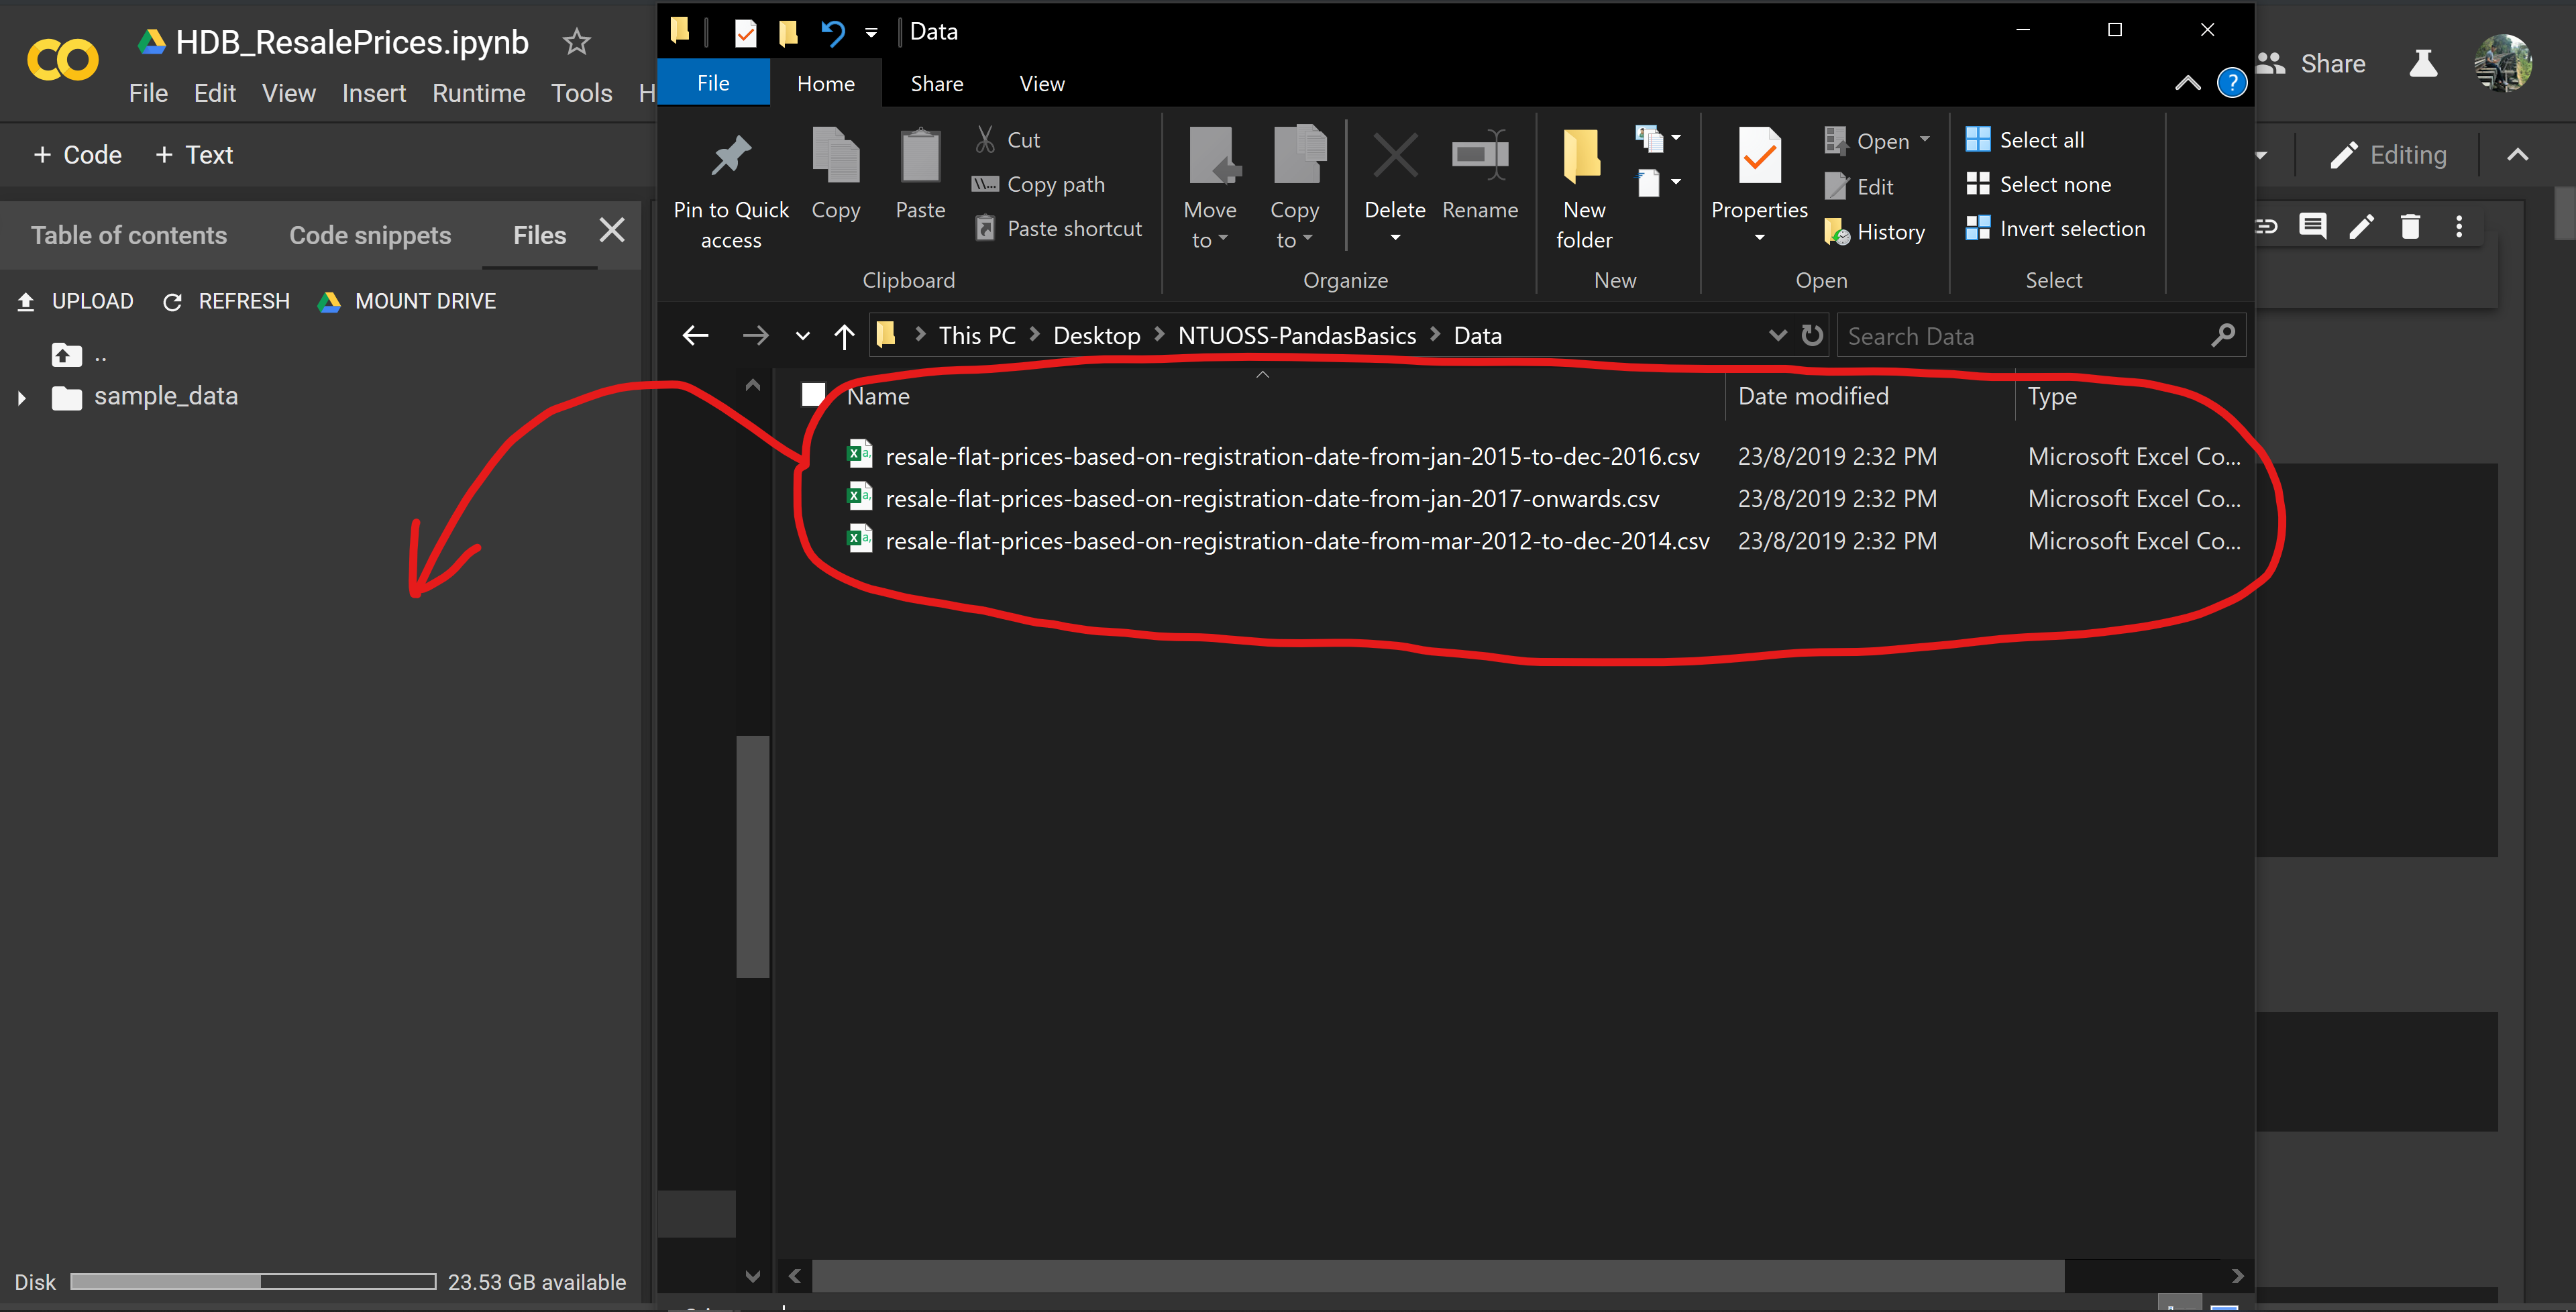 HDB_ResalePrices.ipynb
File Edit View Insert Runtime Tools H
+ Code + Text
Table of contents Code snippets Files
UPLOAD REFRESH MOUNT DRIVE
..
sample_data
Disk 23.53 GB available
Data
File Home Share View
Pin to Quick access
Copy
Paste
Cut
Copy path
Paste shortcut
Clipboard
Move to
Copy to
Delete
Rename
Organize
New folder
New
Properties
Open
Edit
History
Open
Select all
Select none
Invert selection
Select
This PC Desktop NTUOSS-PandasBasics Data
Search Data
Name Date modified Type
resale-flat-prices-based-on-registration-date-from-jan-2015-to-dec-2016.csv 23/8/2019 2:32 PM Microsoft Excel Co...
resale-flat-prices-based-on-registration-date-from-jan-2017-onwards.csv 23/8/2019 2:32 PM Microsoft Excel Co...
resale-flat-prices-based-on-registration-date-from-mar-2012-to-dec-2014.csv 23/8/2019 2:32 PM Microsoft Excel Co...
Share
Editing